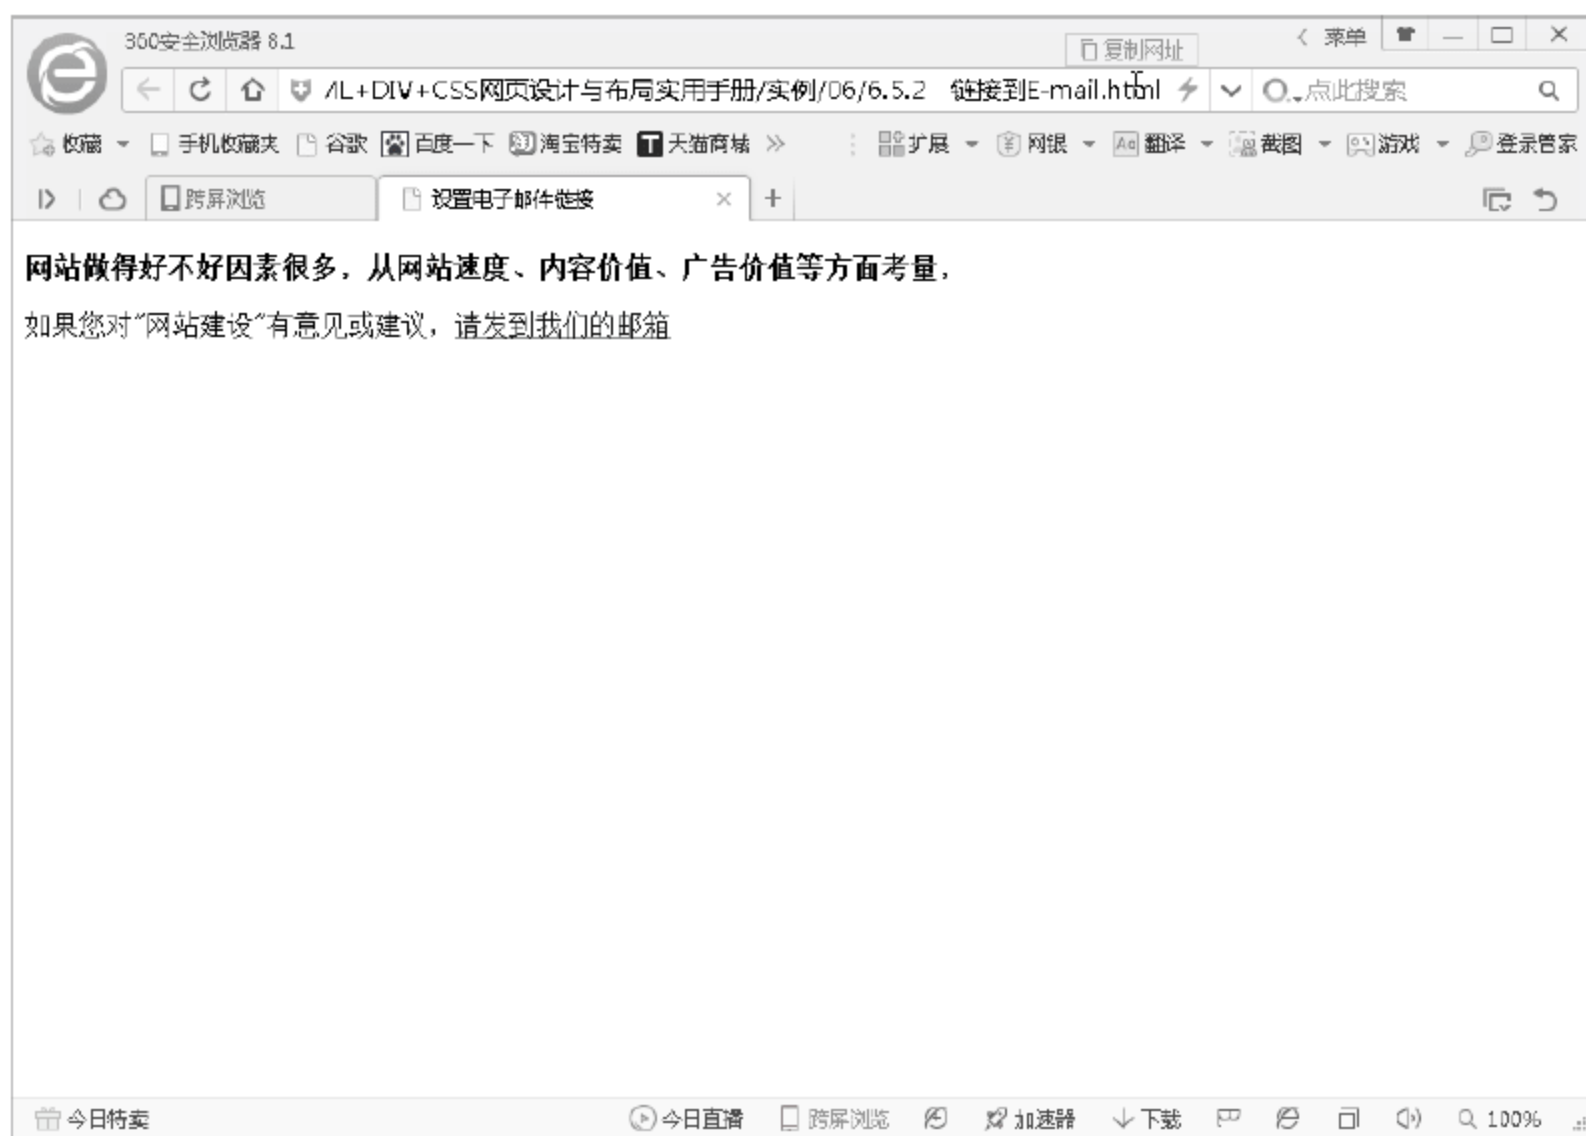 360安全浏览器 8.1
复制网址
菜单
/IL+DIV+CSS网页设计与布局实用手册/实例/06/6.5.2 链接到E-mail.html
点此搜索
收藏 手机收藏夹 谷歌 百度一下 淘宝特卖 天猫商城 扩展 网银 翻译 截图 游戏 登录管家
跨屏浏览 设置电子邮件链接
网站做得好不好因素很多，从网站速度、内容价值、广告价值等方面考量，
如果您对"网站建设"有意见或建议，请发到我们的邮箱
今日特卖 今日直播 跨屏浏览 加速器 下载 100%